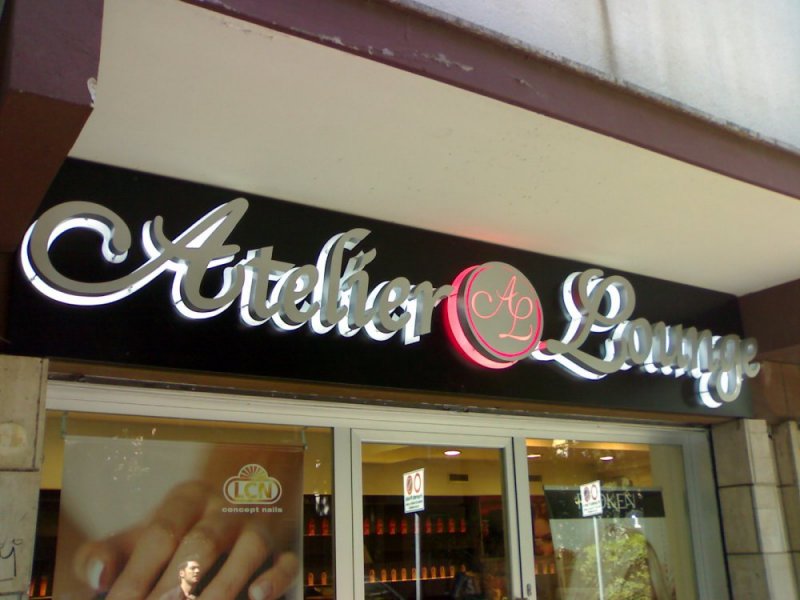 Atelier AL Lounge
LCN
concept nails